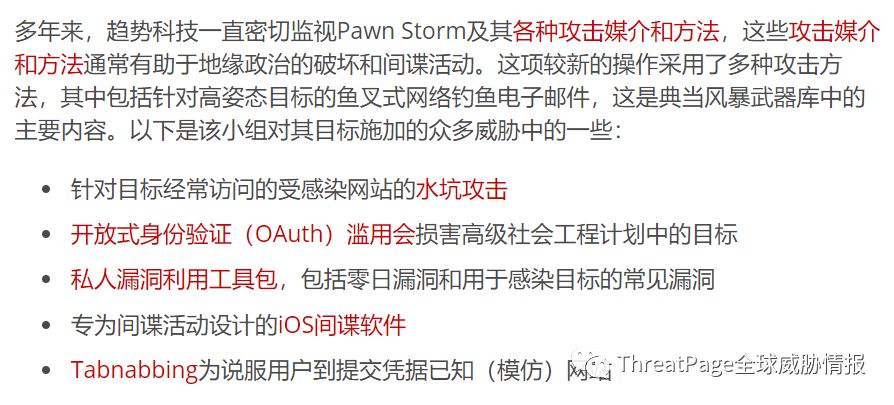 多年来，趋势科技一直密切监视Pawn Storm及其各种攻击媒介和方法，这些攻击媒介
和方法通常有助于地缘政治的破坏和间谍活动。这项较新的操作采用了多种攻击方
法，其中包括针对高姿态目标的鱼叉式网络钓鱼电子邮件，这是典当风暴武器库中的
主要内容。以下是该小组对其目标施加的众多威胁中的一些：
• 针对目标经常访问的受感染网站的水坑攻击
• 开放式身份验证（OAuth）滥用会损害高级社会工程计划中的目标
• 私人漏洞利用工具包，包括零日漏洞和用于感染目标的常见漏洞
• 专为间谍活动设计的iOS间谍软件
• Tabnabbing为说服用户到提交凭据已知（模仿）网站
ThreatPage全球威胁情报